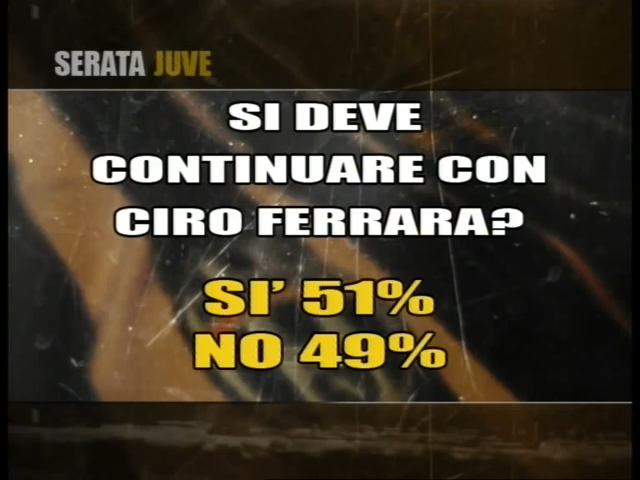 SERATA JUVE
SI DEVE
CONTINUARE CON
CIRO FERRARA?
SI' 51%
NO 49%